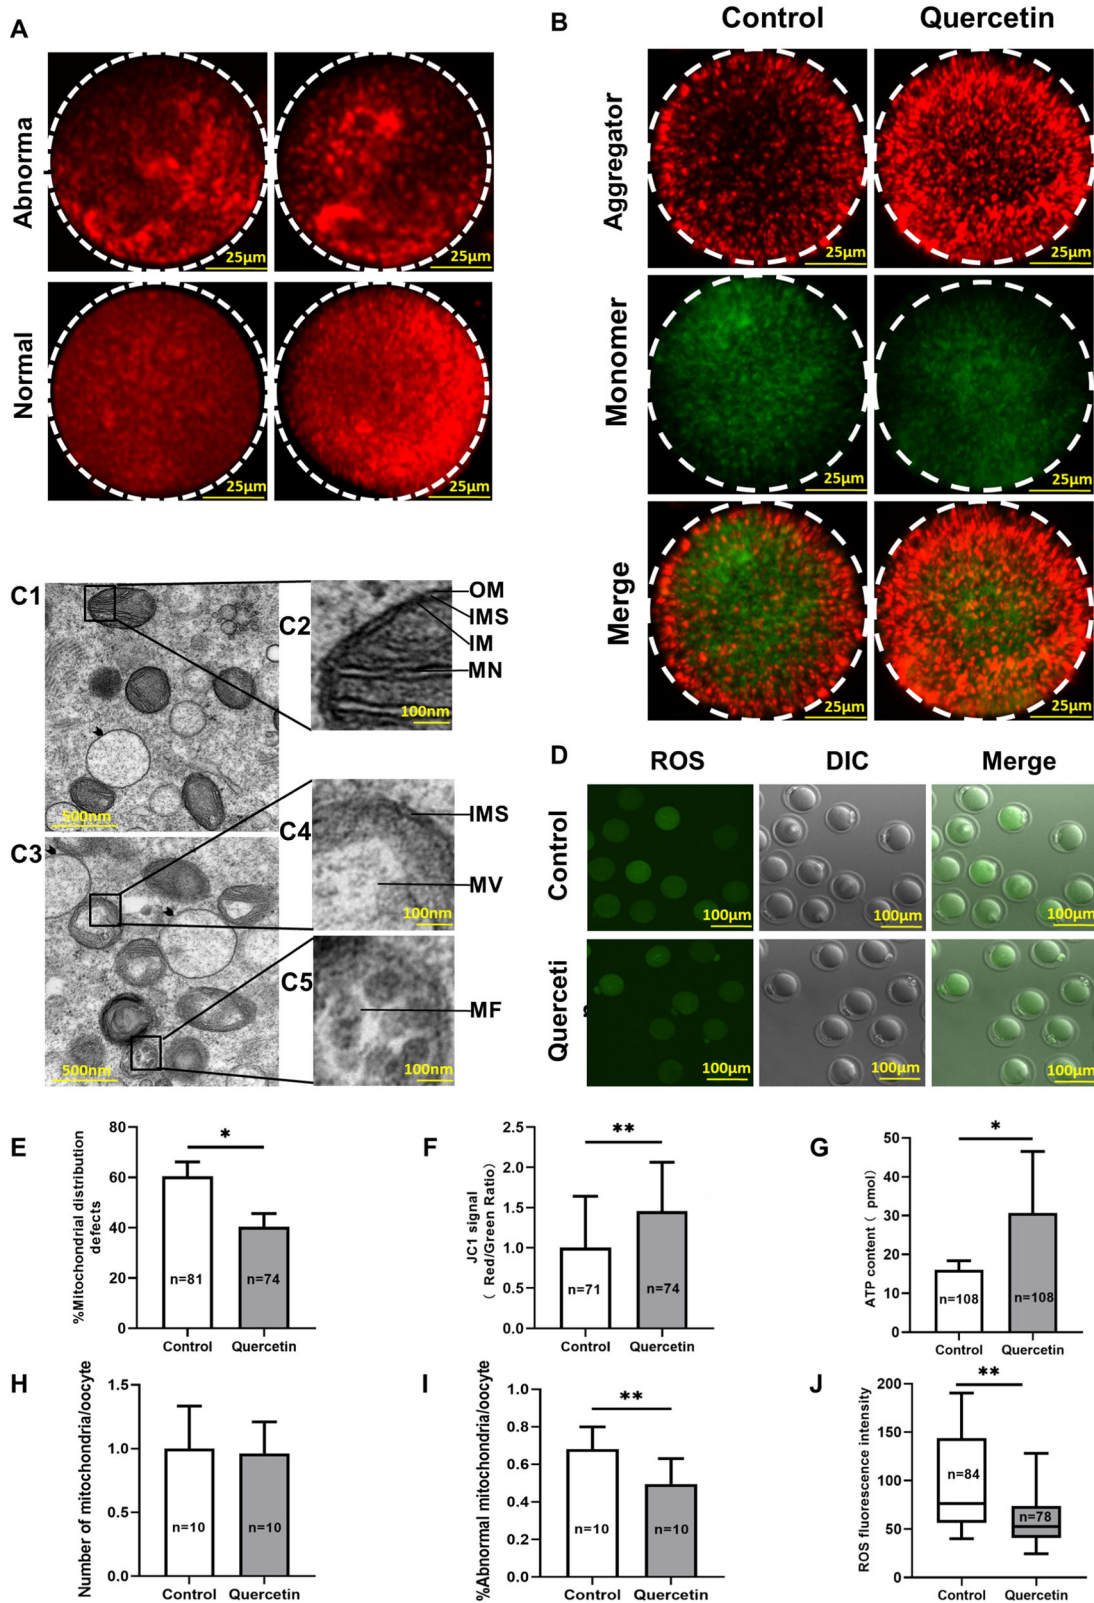 A
Abnorma
25μm
25μm
Normal
25μm
25μm
B
Control
Quercetin
Aggregator
25μm
25μm
Monomer
25μm
25μm
Merge
25μm
25μm
C1
500nm
C2
OM
IMS
IM
MN
100nm
C3
500nm
C4
IMS
MV
100nm
C5
MF
100nm
D
ROS
DIC
Merge
Control
100μm
100μm
100μm
Querceti
100μm
100μm
100μm
E
%Mitochondrial distribution
defects
80
60
40
20
0
*
n=81
n=74
Control
Quercetin
F
JC1 signal
( Red/Green Ratio)
2.5
2.0
1.5
1.0
0.5
0.0
**
n=71
n=74
Control
Quercetin
G
ATP content ( pmol)
50
40
30
20
10
0
*
n=108
n=108
Control
Quercetin
H
Number of mitochondria/oocyte
1.5
1.0
0.5
0.0
n=10
n=10
Control
Quercetin
I
%Abnormal mitochondria/oocyte
1.0
0.8
0.6
0.4
0.2
0.0
**
n=10
n=10
Control
Quercetin
J
ROS fluorescence intensity
200
150
100
50
0
**
n=84
n=78
Control
Quercetin